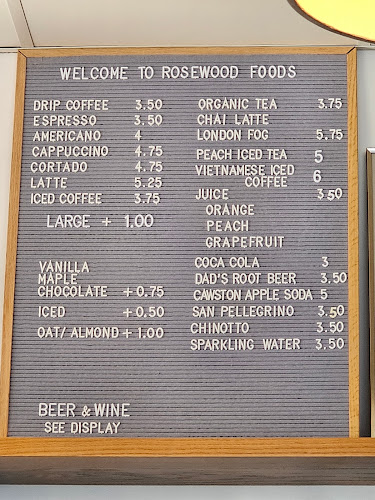 WELCOME TO ROSEWOOD FOODS
DRIP COFFEE 3.50
ESPRESSO 3.50
AMERICANO 4
CAPPUCCINO 4.75
CORTADO 4.75
LATTE 5.25
ICED COFFEE 3.75
LARGE + 1.00
VANILLA
MAPLE
CHOCOLATE +0.75
ICED +0.50
OAT/ ALMOND +1.00
BEER & WINE
SEE DISPLAY
ORGANIC TEA 3.75
CHAI LATTE
LONDON FOG 5.75
PEACH ICED TEA 5
VIETNAMESE ICED
COFFEE 6
JUICE 3.50
ORANGE
PEACH
GRAPEFRUIT
COCA COLA 3
DAD'S ROOT BEER 3.50
CAWSTON APPLE SODA 5
SAN PELLEGRINO 3.50
CHINOTTO 3.50
SPARKLING WATER 3.50